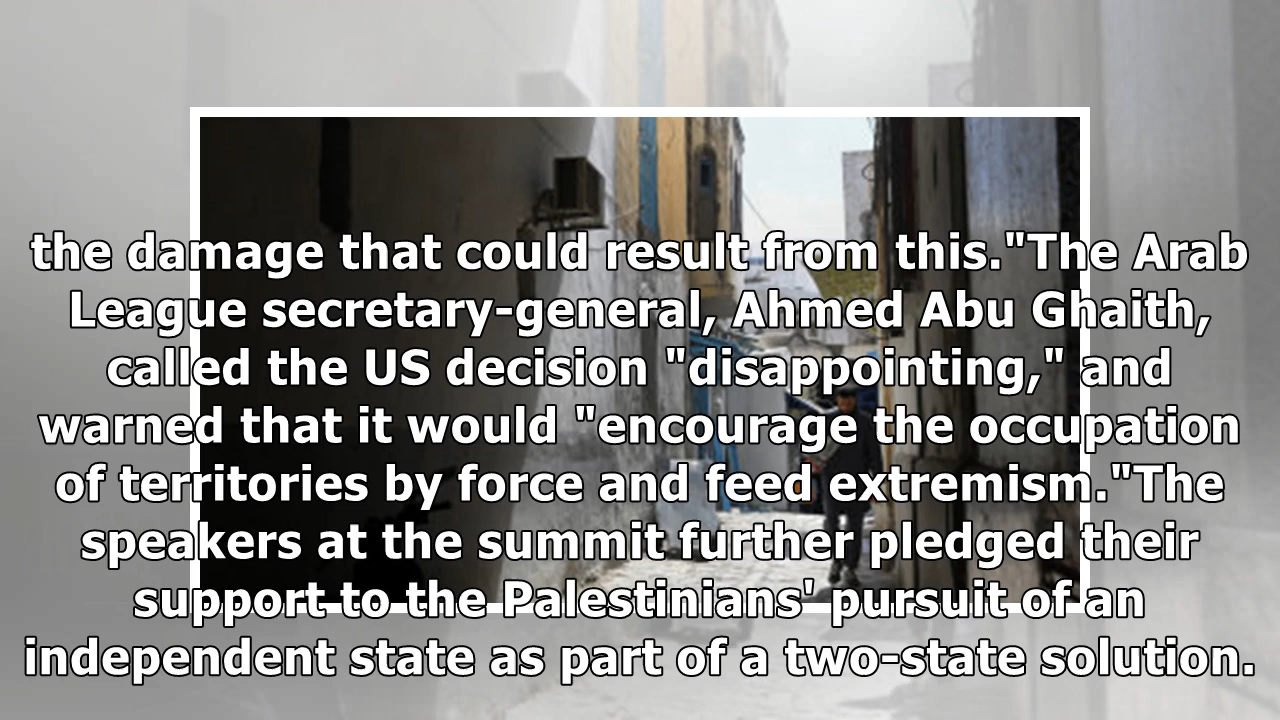 the damage that could result from this."The Arab
League secretary-general, Ahmed Abu Ghaith,
called the US decision "disappointing," and
warned that it would "encourage the occupation
of territories by force and feed extremism."The
speakers at the summit further pledged their
support to the Palestinians' pursuit of an
independent state as part of a two-state solution.